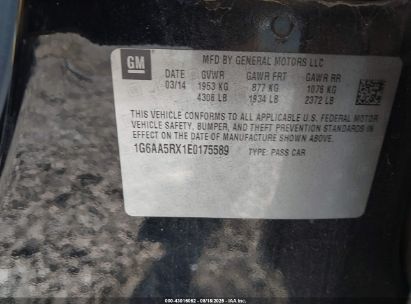 GM
MFD BY GENERAL MOTORS LLC
DATE GVWR GAWR FRT GAWR RR
03/14 1953 KG 877 KG 1076 KG
4306 LB 1934 LB 2372 LB
THIS VEHICLE CONFORMS TO ALL APPLICABLE U.S. FEDERAL MOTOR
VEHICLE SAFETY, BUMPER, AND THEFT PREVENTION STANDARDS IN
EFFECT ON THE DATE OF MANUFACTURE SHOWN ABOVE.
1G6AA5RX1E0175589 TYPE: PASS CAR